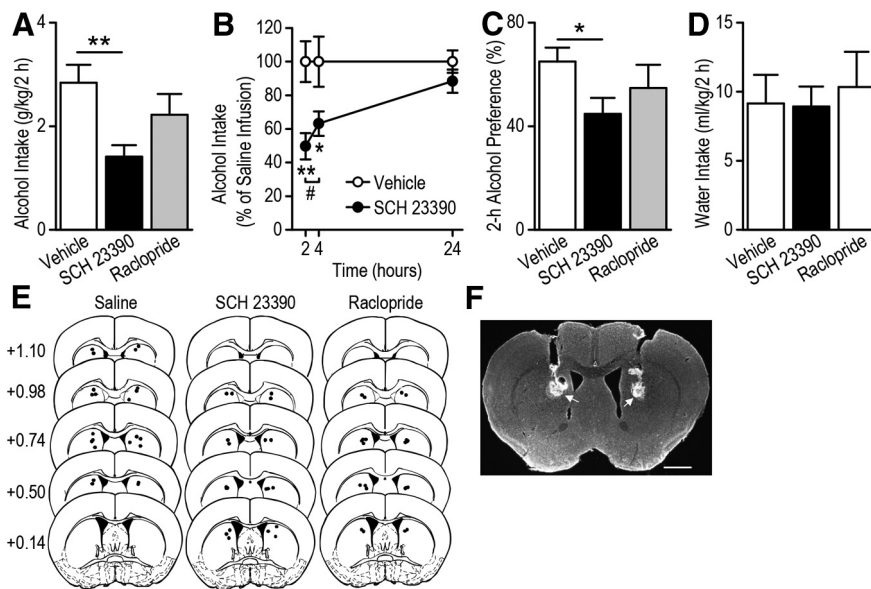 A
Alcohol Intake (g/kg/2 h)
4
2
0
**
Vehicle
SCH 23390
Raclopride
B
Alcohol Intake
(% of Saline Infusion)
120
100
80
60
40
20
0
**
*
#
Vehicle
SCH 23390
2 4
24
Time (hours)
C
2-h Alcohol Preference (%)
80
40
0
*
Vehicle
SCH 23390
Raclopride
D
Water Intake (ml/kg/2 h)
15
10
5
0
Vehicle
SCH 23390
Raclopride
E
Saline
SCH 23390
Raclopride
+1.10
+0.98
+0.74
+0.50
+0.14
F